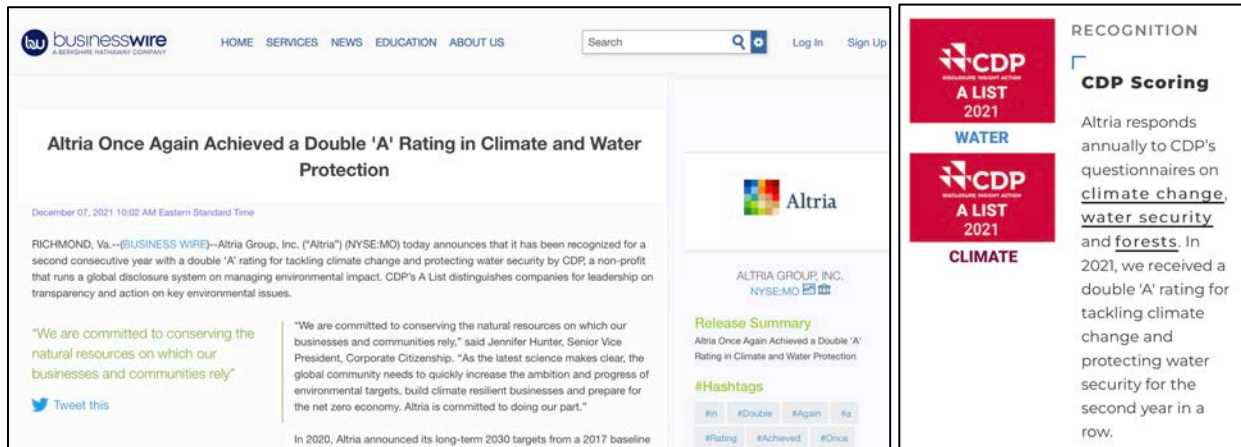 bu businesswire
A BERKSHIRE HATHAWAY COMPANY
HOME SERVICES NEWS EDUCATION ABOUT US
Search
Log In Sign Up
Altria Once Again Achieved a Double 'A' Rating in Climate and Water
Protection
December 07, 2021 10:02 AM Eastern Standard Time
RICHMOND, Va.--(BUSINESS WIRE)--Altria Group, Inc. (“Altria”) (NYSE:MO) today announces that it has been recognized for a
second consecutive year with a double ‘A’ rating for tackling climate change and protecting water security by CDP, a non-profit
that runs a global disclosure system on managing environmental impact. CDP’s A List distinguishes companies for leadership on
transparency and action on key environmental issues.
“We are committed to conserving the
natural resources on which our
businesses and communities rely”
Tweet this
“We are committed to conserving the natural resources on which our
businesses and communities rely,” said Jennifer Hunter, Senior Vice
President, Corporate Citizenship. “As the latest science makes clear, the
global community needs to quickly increase the ambition and progress of
environmental targets, build climate resilient businesses and prepare for
the net zero economy. Altria is committed to doing our part.”
In 2020, Altria announced its long-term 2030 targets from a 2017 baseline
Altria
ALTRIA GROUP, INC.
NYSE:MO
Release Summary
Altria Once Again Achieved a Double 'A'
Rating in Climate and Water Protection
#Hashtags
#in #Double #Again #a
#Rating #Achieved #Once
CDP
DISCLOSURE INSIGHT ACTION
A LIST
2021
WATER
CDP
DISCLOSURE INSIGHT ACTION
A LIST
2021
CLIMATE
RECOGNITION
CDP Scoring
Altria responds
annually to CDP’s
questionnaires on
climate change,
water security
and forests. In
2021, we received a
double 'A' rating for
tackling climate
change and
protecting water
security for the
second year in a
row.